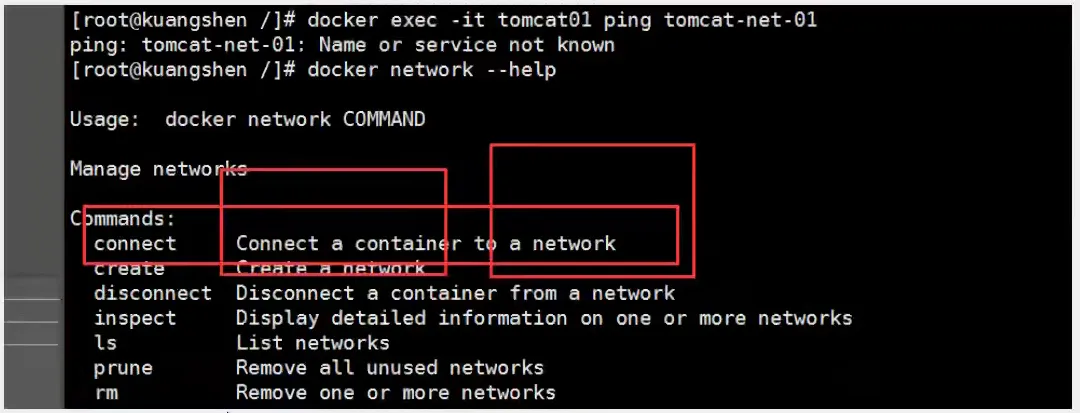 [root@kuangshen /]# docker exec -it tomcat01 ping tomcat-net-01
ping: tomcat-net-01: Name or service not known
[root@kuangshen /]# docker network --help
Usage:  docker network COMMAND
Manage networks
Commands:
  connect     Connect a container to a network
  create      Create a network
  disconnect  Disconnect a container from a network
  inspect     Display detailed information on one or more networks
  ls          List networks
  prune       Remove all unused networks
  rm          Remove one or more networks